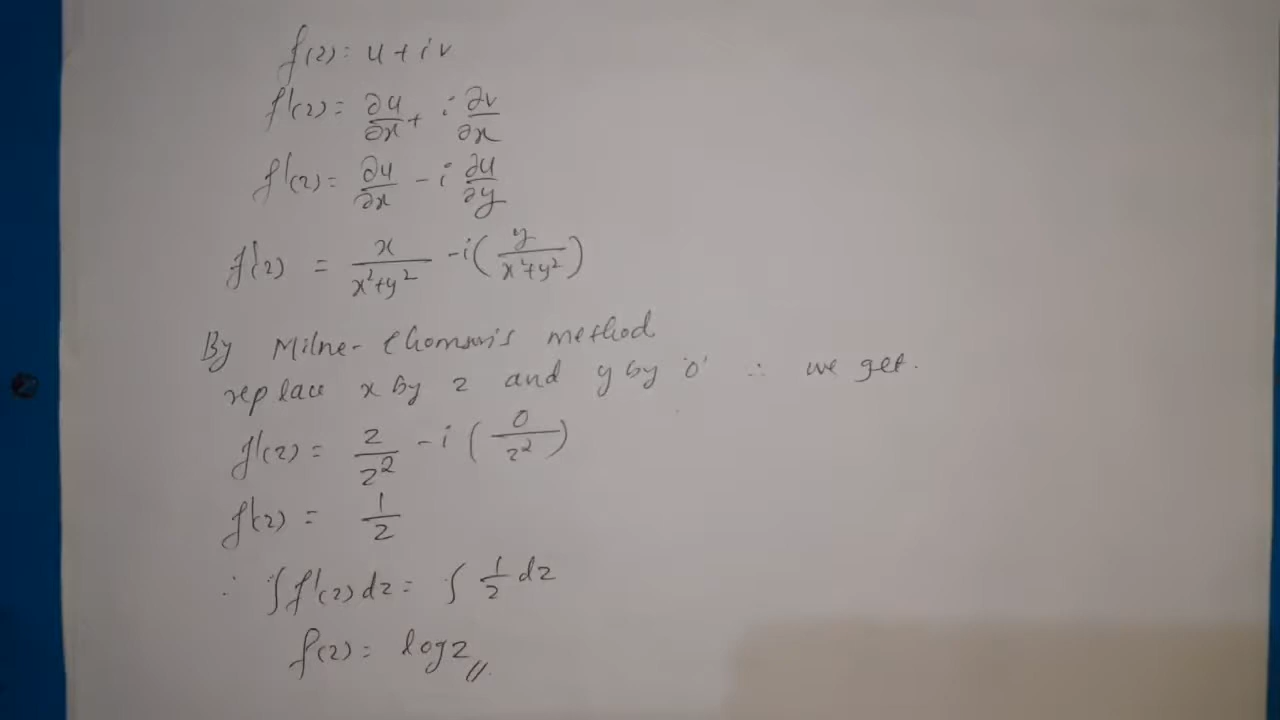 f(z) = u + iv
f'(z) = ∂u/∂x + i ∂v/∂x
f'(z) = ∂u/∂x - i ∂u/∂y
f'(z) = x/(x²+y²) - i(y/(x²+y²))
By Milne-Thomson's method
replace x by z and y by '0' ∴ we get.
f'(z) = z/z² - i(0/z²)
f'(z) = 1/z
∴ ∫f'(z)dz = ∫ 1/z dz
f(z) = log z //